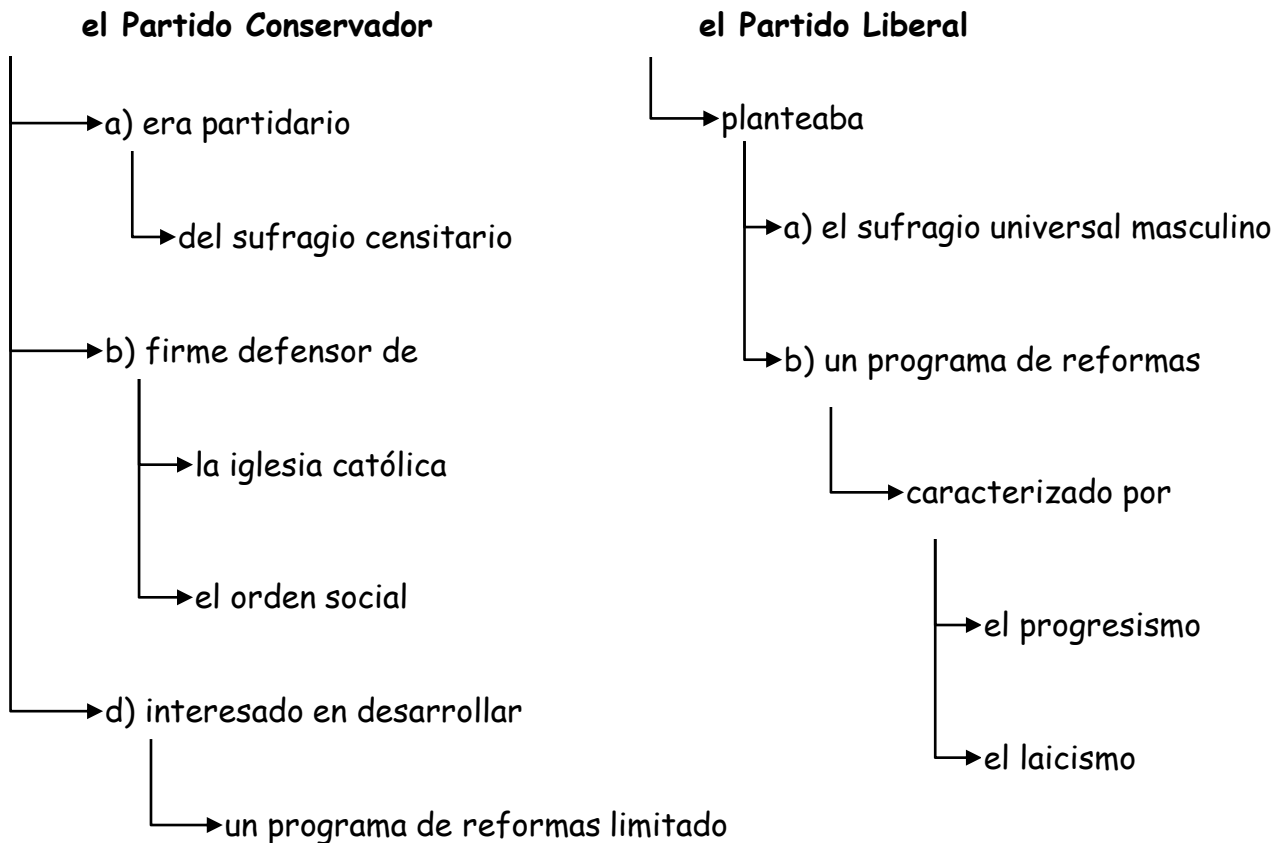 el Partido Conservador
a) era partidario
del sufragio censitario
b) firme defensor de
la iglesia católica
el orden social
d) interesado en desarrollar
un programa de reformas limitado
el Partido Liberal
planteaba
a) el sufragio universal masculino
b) un programa de reformas
caracterizado por
el progresismo
el laicismo